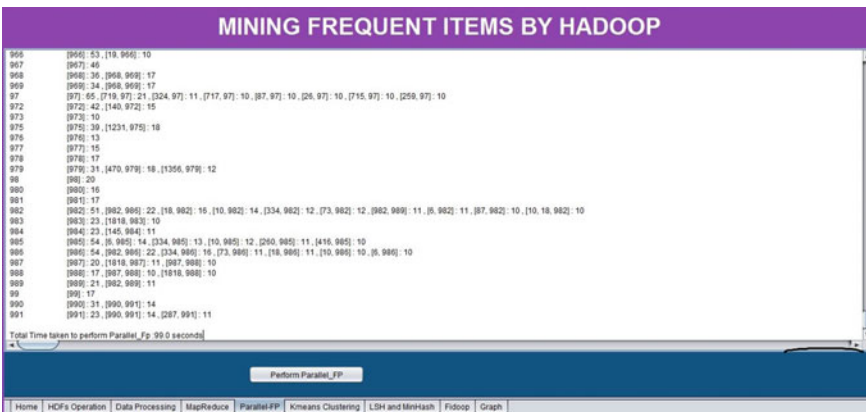 MINING FREQUENT ITEMS BY HADOOP
966 [966] : 53 , [19, 966] : 10
967 [967] : 46
968 [968] : 36 , [968, 969] : 17
969 [969] : 34 , [968, 969] : 17
97 [97] : 65 , [719, 97] : 21 , [324, 97] : 11 , [717, 97] : 10 , [87, 97] : 10 , [26, 97] : 10 , [715, 97] : 10 , [259, 97] : 10
972 [972] : 42 , [140, 972] : 15
973 [973] : 10
975 [975] : 39 , [1231, 975] : 18
976 [976] : 13
977 [977] : 15
978 [978] : 17
979 [979] : 31 , [470, 979] : 18 , [1356, 979] : 12
98 [98] : 20
980 [980] : 16
981 [981] : 17
982 [982] : 51 , [982, 986] : 22 , [18, 982] : 16 , [10, 982] : 14 , [334, 982] : 12 , [73, 982] : 12 , [982, 989] : 11 , [6, 982] : 11 , [87, 982] : 10 , [10, 18, 982] : 10
983 [983] : 23 , [1818, 983] : 10
984 [984] : 23 , [145, 984] : 11
985 [985] : 54 , [6, 985] : 14 , [334, 985] : 13 , [10, 985] : 12 , [260, 985] : 11 , [416, 985] : 10
986 [986] : 54 , [982, 986] : 22 , [334, 986] : 16 , [73, 986] : 11 , [18, 986] : 11 , [10, 986] : 10 , [6, 986] : 10
987 [987] : 20 , [1818, 987] : 11 , [987, 988] : 10
988 [988] : 17 , [987, 988] : 10 , [1818, 988] : 10
989 [989] : 21 , [982, 989] : 11
99 [99] : 17
990 [990] : 31 , [990, 991] : 14
991 [991] : 23 , [990, 991] : 14 , [287, 991] : 11
Total Time taken to perform Parallel_Fp :99.0 seconds
Perform Parallel_FP
Home HDFs Operation Data Processing MapReduce Parallel-FP Kmeans Clustering LSH and MinHash Fidoop Graph